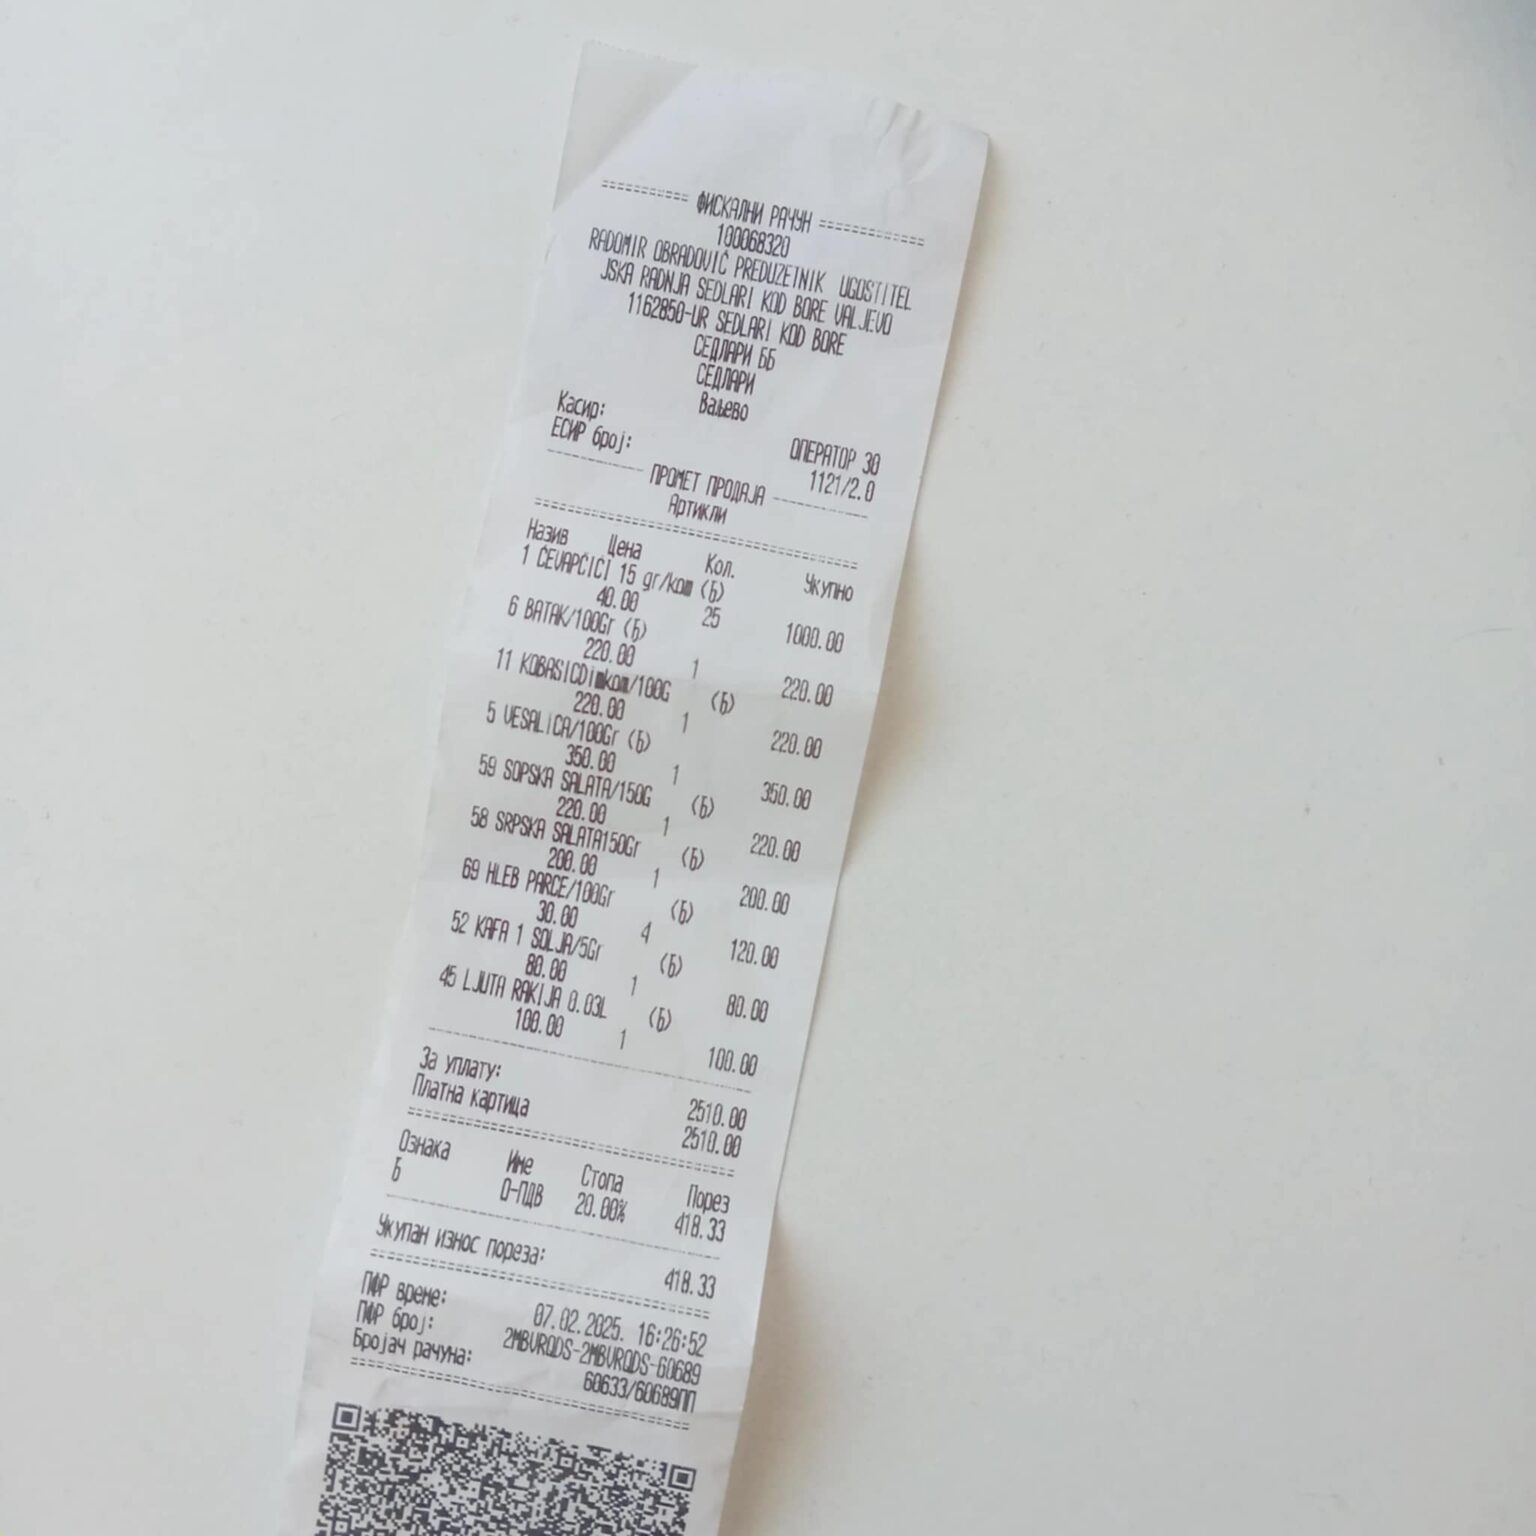 ========== ФИСКАЛНИ РАЧУН ============
100068320
RADOMIR OBRADOVIĆ PREDUZETNIK UGOSTITEL
JSKA RADNJA SEDLARI KOD BORE VALJEVO
1162850-UR SEDLARI KOD BORE
СЕДЛАРИ ББ
СЕДЛАРИ
Ваљево
Касир: ОПЕРАТОР 30
ЕСИР број: 1121/2.0
------------ ПРОМЕТ ПРОДАЈА ------------
Артикли
========================================
Назив Цена Кол. Укупно
1 ĆEVAPČIĆI 15 gr/kom (Ђ)
40.00 25 1000.00
6 BATAK/100Gr (Ђ)
220.00 1 220.00
11 KOBASICDimkom/100G (Ђ)
220.00 1 220.00
5 VESALICA/100Gr (Ђ)
350.00 1 350.00
59 SOPSKA SALATA/150G (Ђ)
220.00 1 220.00
58 SRPSKA SALATA150Gr (Ђ)
200.00 1 200.00
69 HLEB PARCE/100Gr (Ђ)
30.00 4 120.00
52 KAFA 1 SOLJA/5Gr (Ђ)
80.00 1 80.00
45 LJUTA RAKIJA 0.03L (Ђ)
100.00 1 100.00
----------------------------------------
За уплату: 2510.00
Платна картица 2510.00
========================================
Ознака Име Стопа Порез
Ђ О-ПДВ 20.00% 418.33
----------------------------------------
Укупан износ пореза: 418.33
========================================
ПФР време: 07.02.2025. 16:26:52
ПФР број: 2MBVRQDS-2MBVRQDS-60689
Бројач рачуна: 60633/60689ПП
========================================